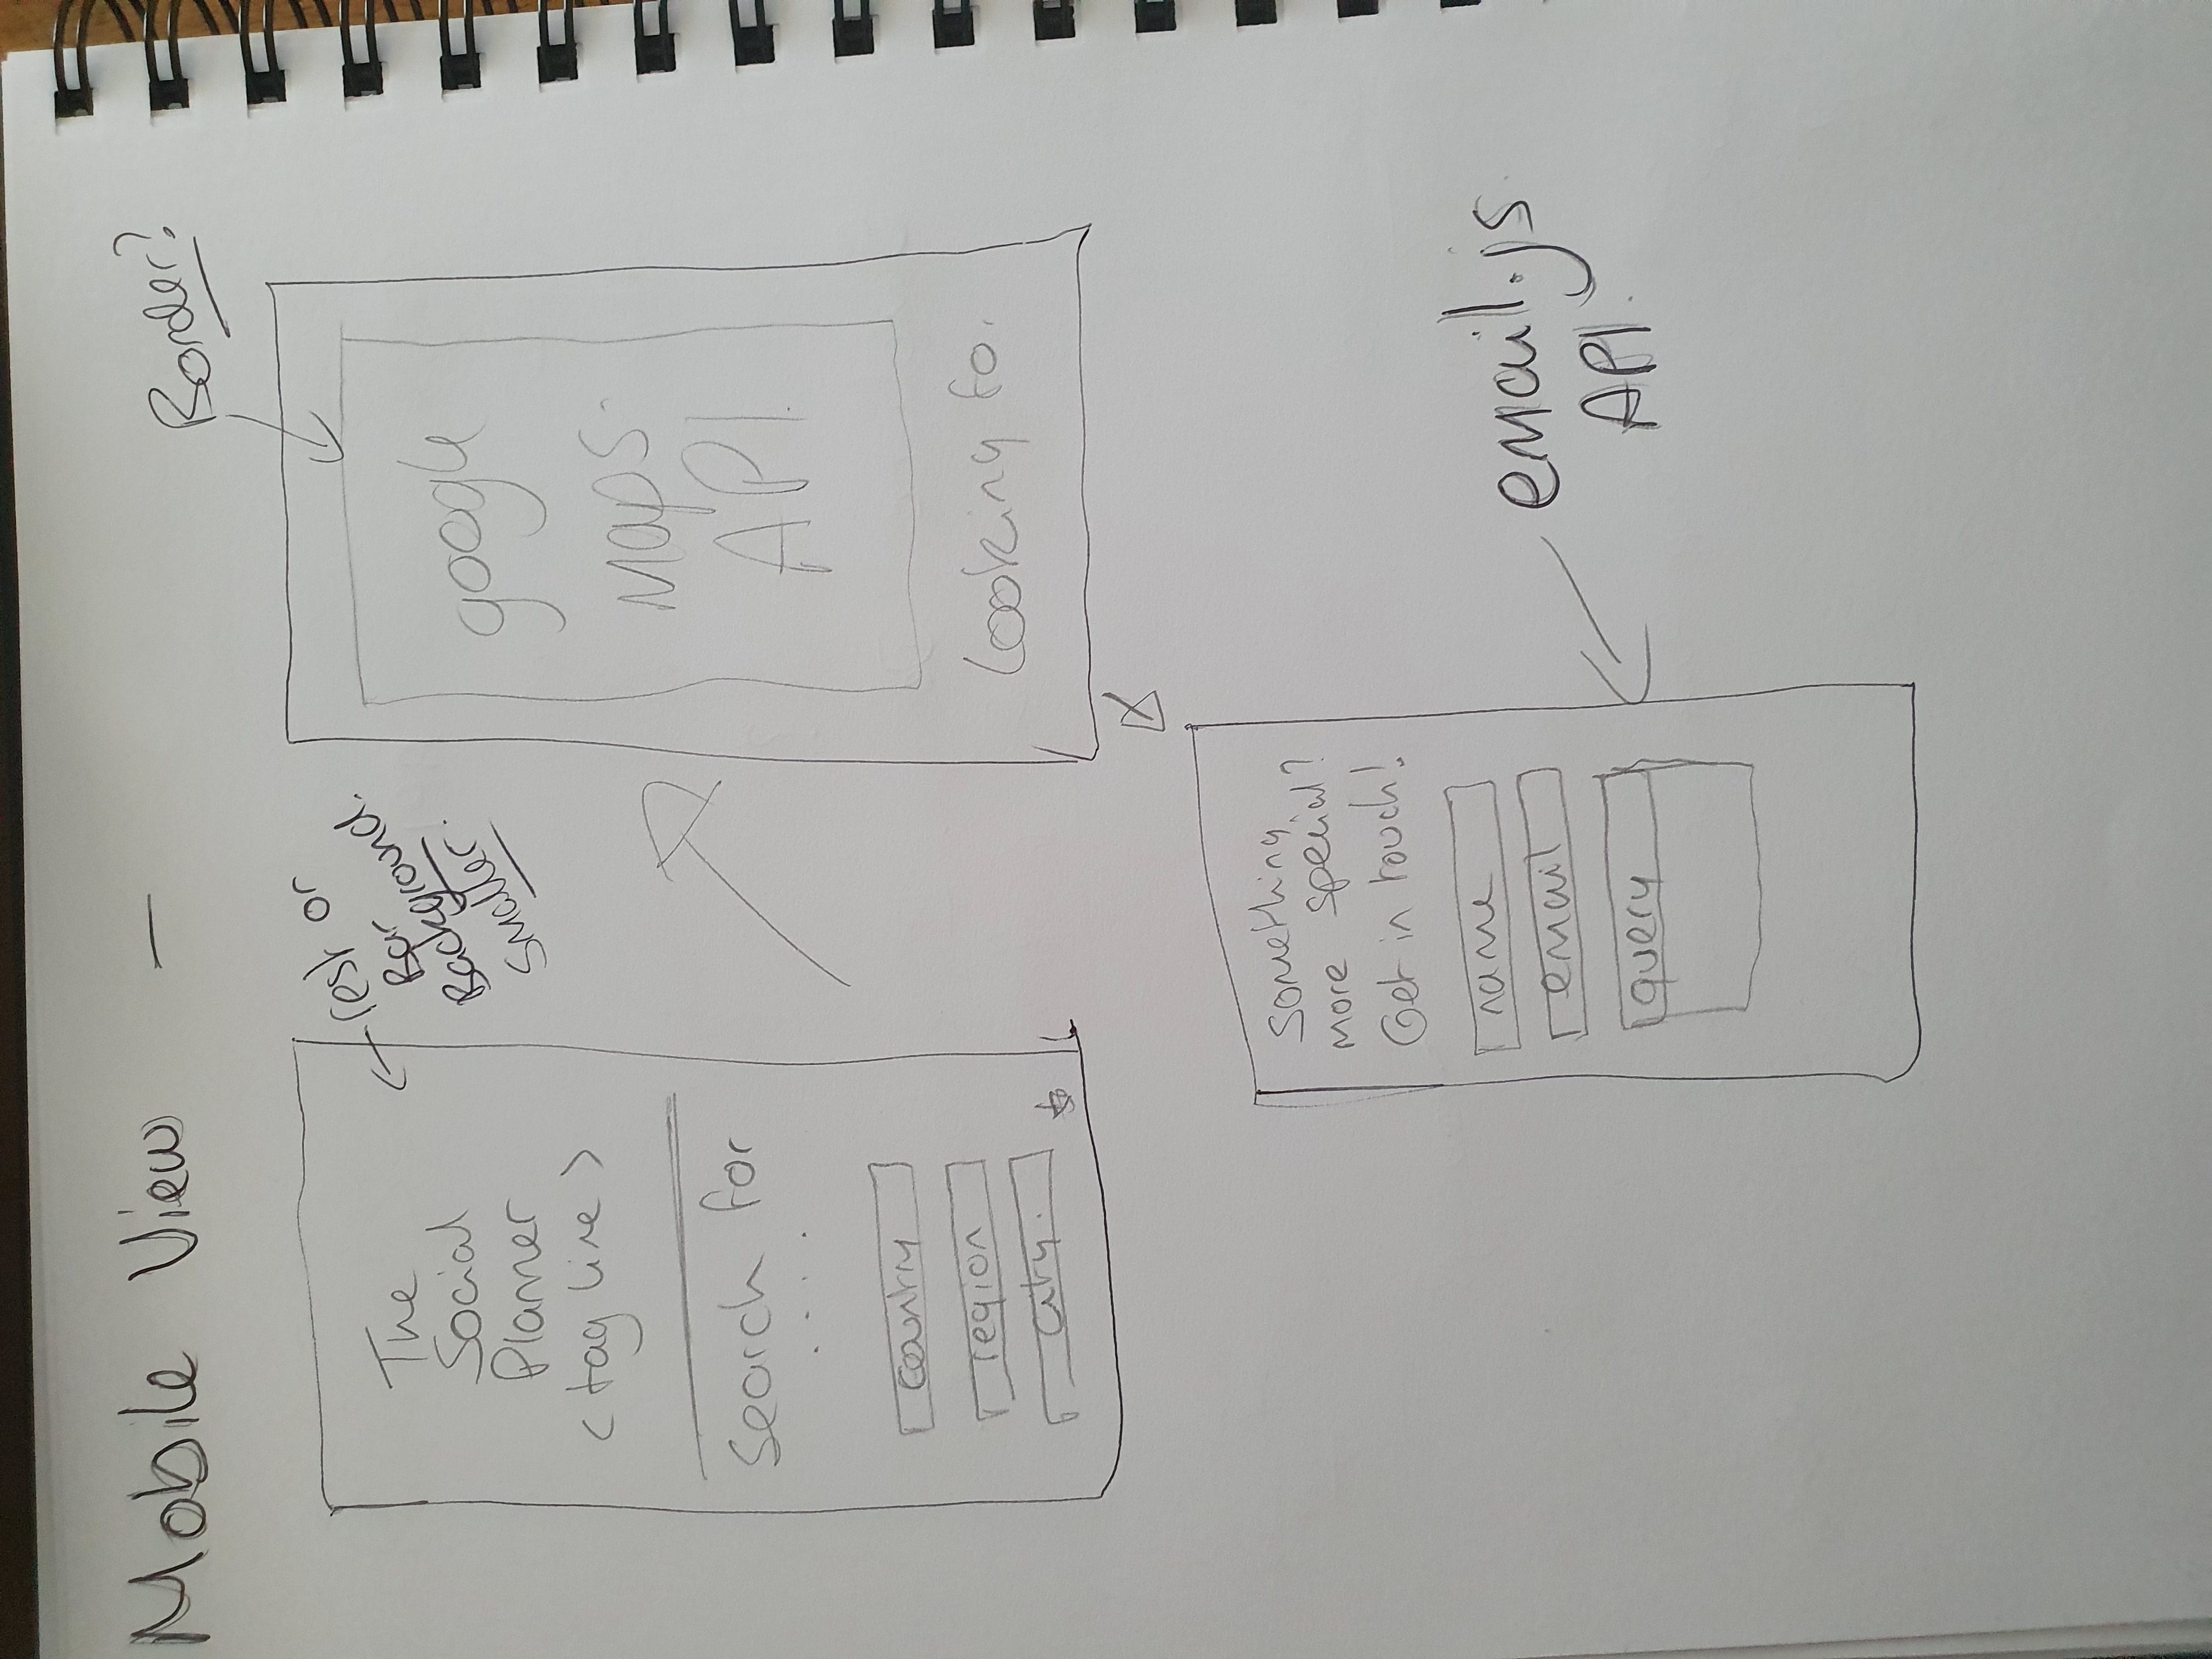 Mobile View -
Border?
rest or
Bar
Background.
Smaller.
The
Social
Planner
<tag line>
Search for
.....
country
region
city.
google
Maps
API.
Looking to.
Something
more special?
Get in touch!
name
email
query
email.js
API.